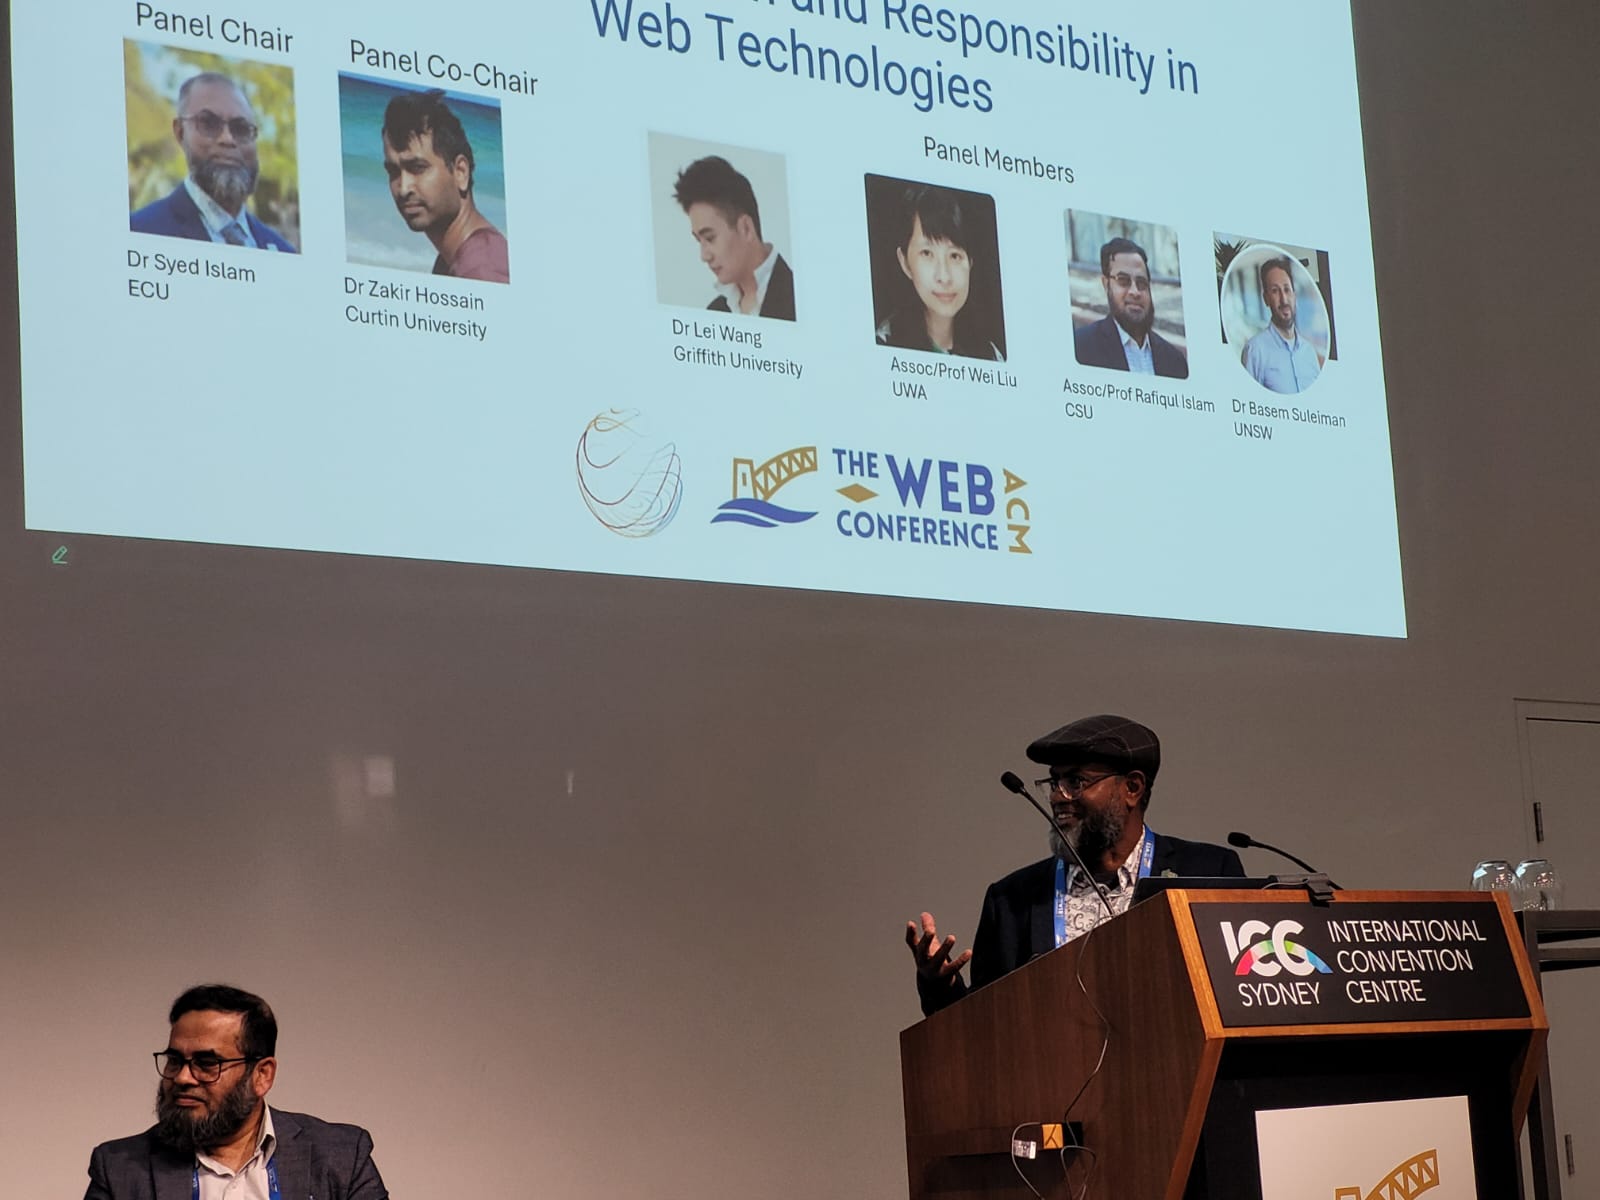 and Responsibility in
Web Technologies
Panel Chair
Panel Co-Chair
Panel Members
Dr Syed Islam
ECU
Dr Zakir Hossain
Curtin University
Dr Lei Wang
Griffith University
Assoc/Prof Wei Liu
UWA
Assoc/Prof Rafiqul Islam
CSU
Dr Basem Suleiman
UNSW
THE WEB
CONFERENCE
ACM
ICC
SYDNEY
INTERNATIONAL
CONVENTION
CENTRE